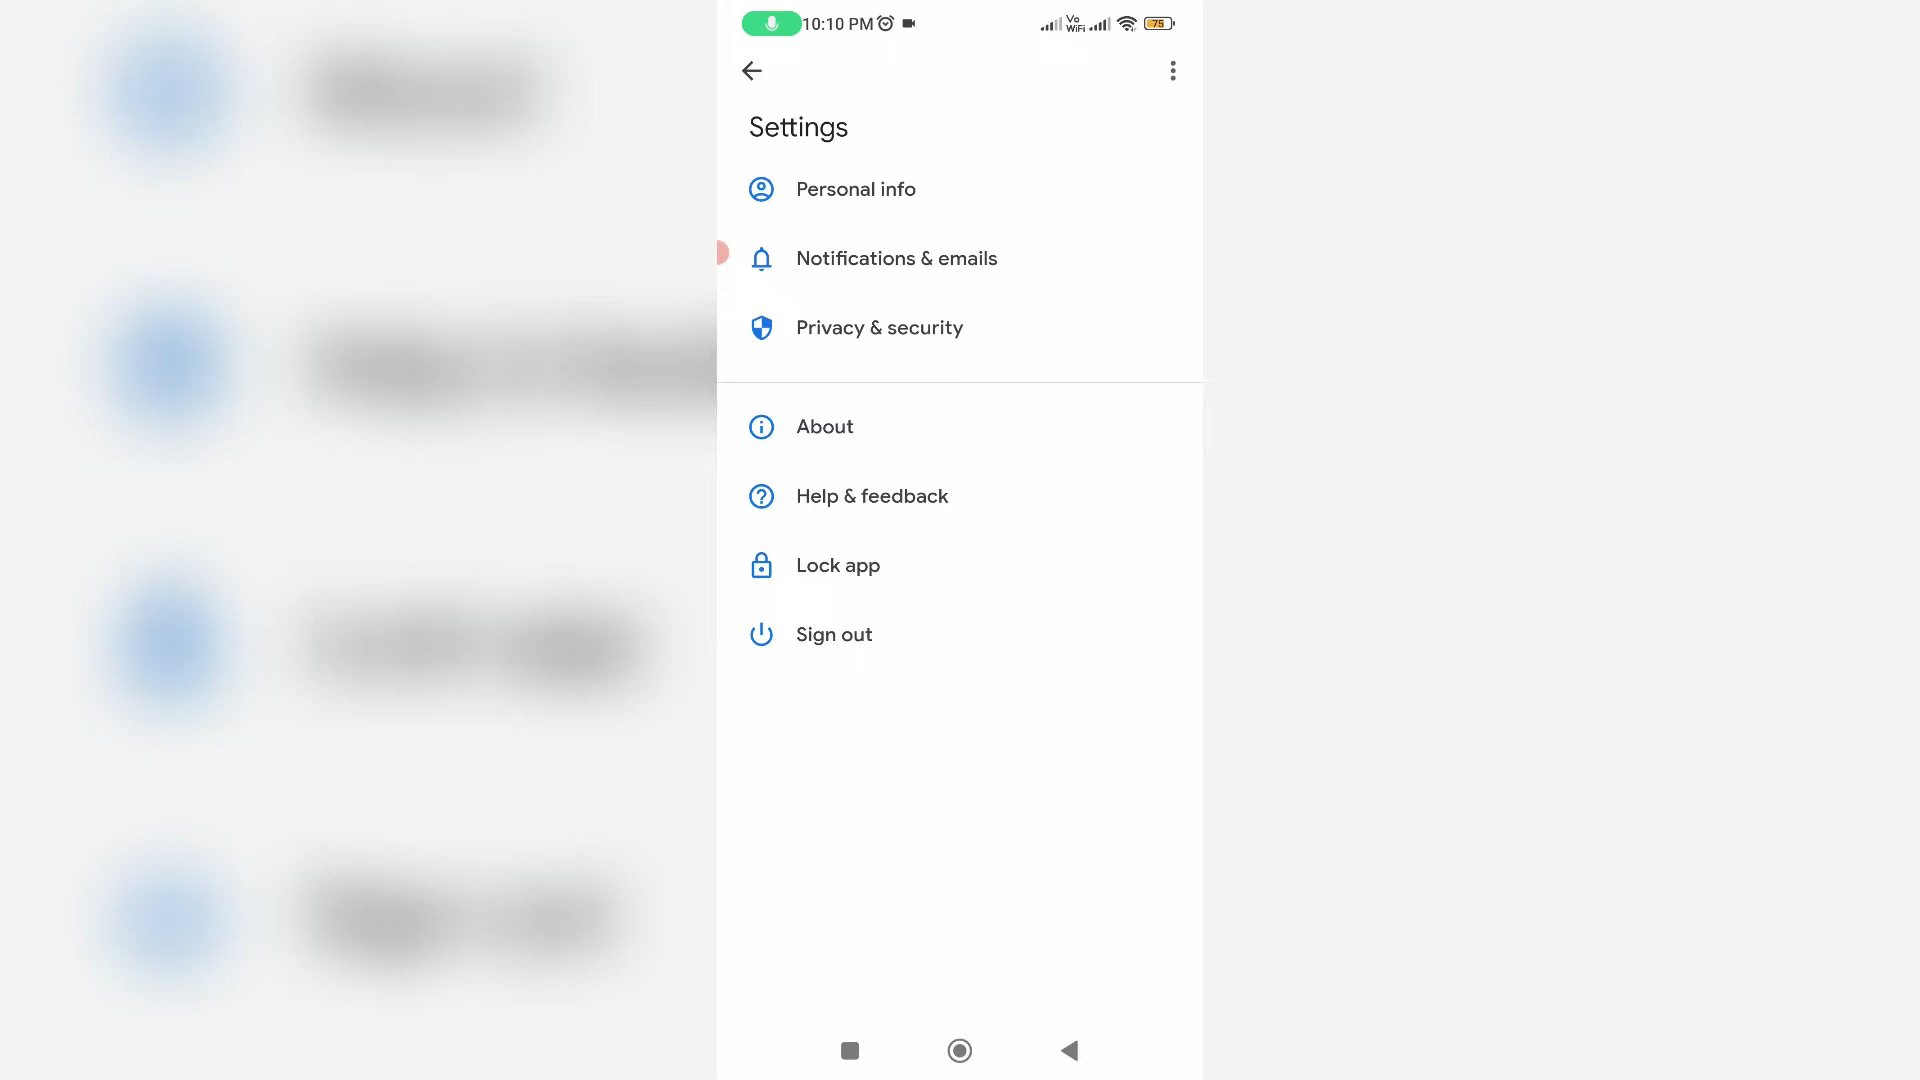 10:10 PM Vo WiFi 75
Settings
Personal info
Notifications & emails
Privacy & security
About
Help & feedback
Lock app
Sign out